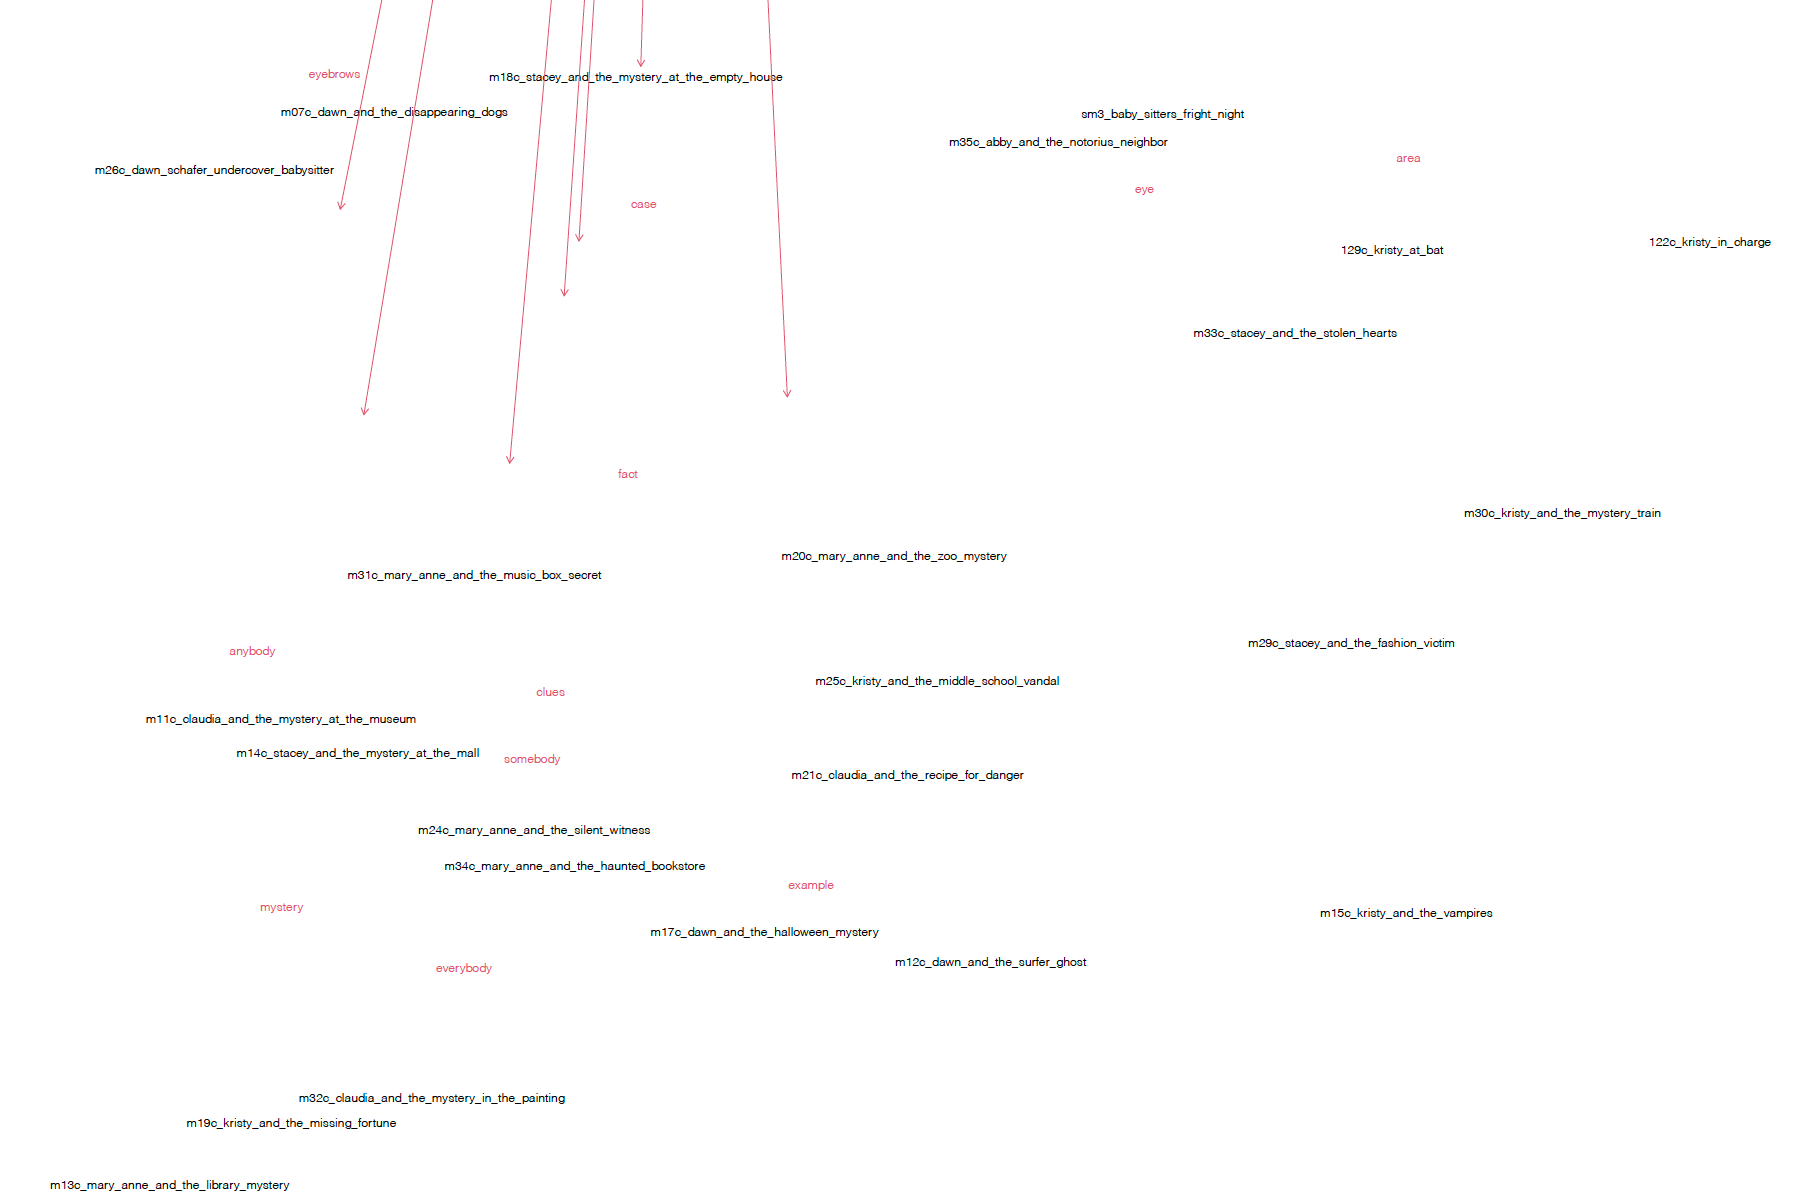 eyebrows
m18c_stacey_and_the_mystery_at_the_empty_house
m07c_dawn_and_the_disappearing_dogs
sm3_baby_sitters_fright_night
m35c_abby_and_the_notorius_neighbor
area
m26c_dawn_schafer_undercover_babysitter
eye
case
122c_kristy_in_charge
129c_kristy_at_bat
m33c_stacey_and_the_stolen_hearts
fact
m30c_kristy_and_the_mystery_train
m20c_mary_anne_and_the_zoo_mystery
m31c_mary_anne_and_the_music_box_secret
m29c_stacey_and_the_fashion_victim
anybody
m25c_kristy_and_the_middle_school_vandal
clues
m11c_claudia_and_the_mystery_at_the_museum
m14c_stacey_and_the_mystery_at_the_mall
somebody
m21c_claudia_and_the_recipe_for_danger
m24c_mary_anne_and_the_silent_witness
m34c_mary_anne_and_the_haunted_bookstore
example
mystery
m15c_kristy_and_the_vampires
m17c_dawn_and_the_halloween_mystery
m12c_dawn_and_the_surfer_ghost
everybody
m32c_claudia_and_the_mystery_in_the_painting
m19c_kristy_and_the_missing_fortune
m13c_mary_anne_and_the_library_mystery